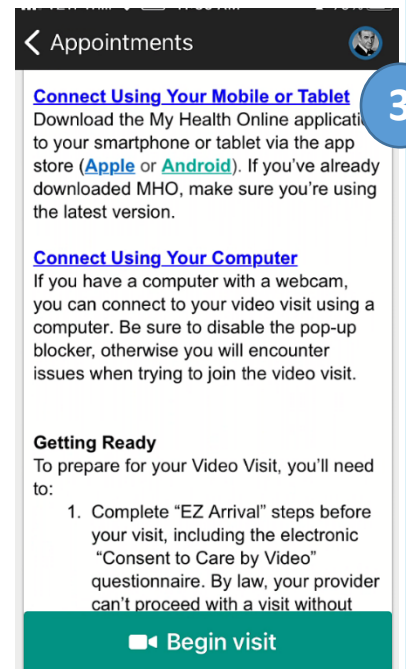 Appointments
Connect Using Your Mobile or Tablet
3
Download the My Health Online
to your smartphone or tablet via the app
store (Apple or Android). If you’ve already
downloaded MHO, make sure you’re using
the latest version.
Connect Using Your Computer
If you have a computer with a webcam,
you can connect to your video visit using a
computer. Be sure to disable the pop-up
blocker, otherwise you will encounter
issues when trying to join the video visit.
Getting Ready
To prepare for your Video Visit, you’ll need
to:
1. Complete “EZ Arrival” steps before
your visit, including the electronic
“Consent to Care by Video”
questionnaire. By law, your provider
can’t proceed with a visit without
Begin visit